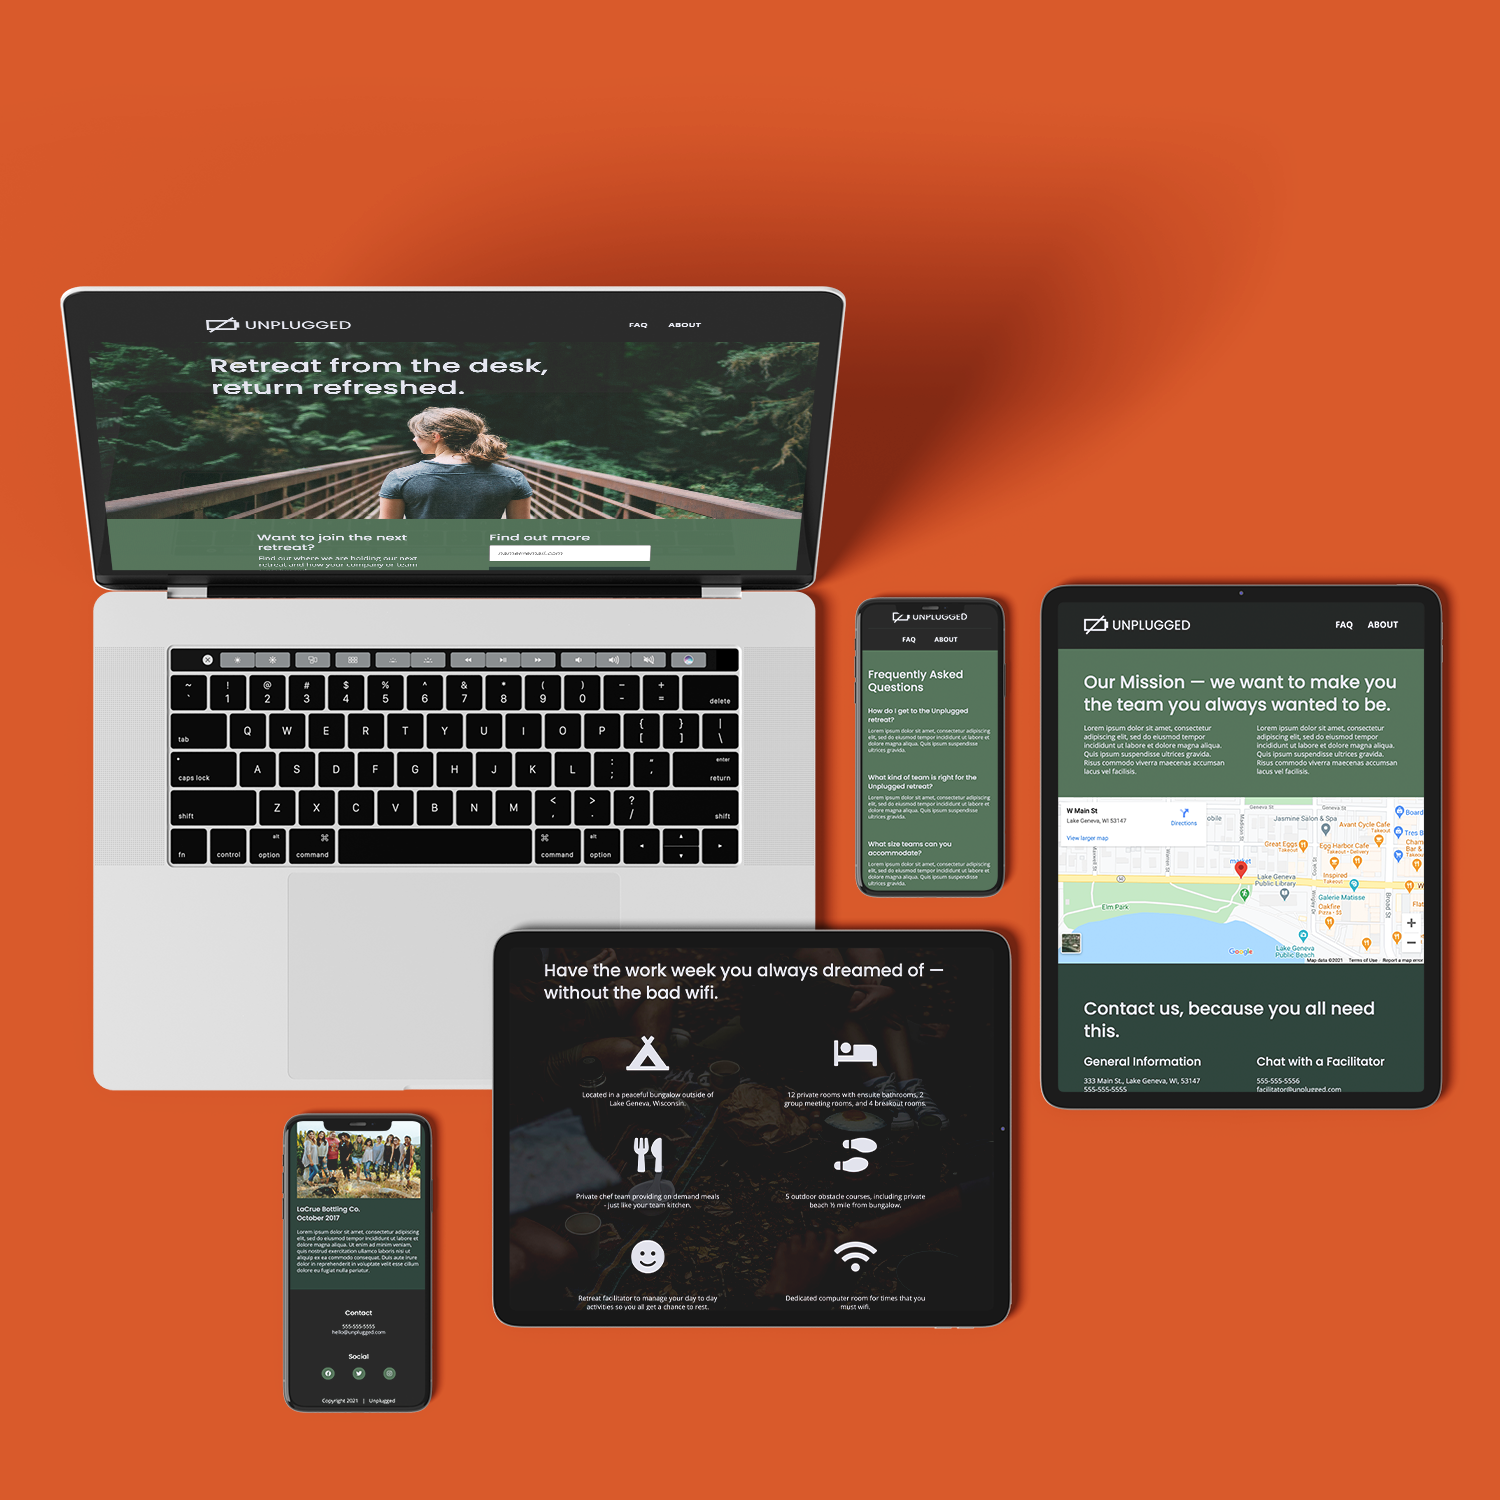 UNPLUGGED
FAQ ABOUT
Retreat from the desk,
return refreshed.
Want to join the next
retreat?
Find out where we are holding our next
retreat and how your company or team
Find out more
name@email.com
~ ! @ # $ % ^ & * ( ) – +
` 1 2 3 4 5 6 7 8 9 0 - = delete
tab Q W E R T Y U I O P { [ } ] | \
caps lock A S D F G H J K L : ; " ' enter return
shift Z X C V B N M < , > . ? / shift
fn control alt option ⌘ command ⌘ command alt option
UNPLUGGED
FAQ ABOUT
Frequently Asked
Questions
How do I get to the Unplugged
retreat?
Lorem ipsum dolor sit amet, consectetur adipiscing
elit, sed do eiusmod tempor incididunt ut labore et
dolore magna aliqua. Quis ipsum suspendisse
ultrices gravida.
What kind of team is right for the
Unplugged retreat?
Lorem ipsum dolor sit amet, consectetur adipiscing
elit, sed do eiusmod tempor incididunt ut labore et
dolore magna aliqua. Quis ipsum suspendisse
ultrices gravida.
What size teams can you
accommodate?
Lorem ipsum dolor sit amet, consectetur adipiscing
elit, sed do eiusmod tempor incididunt ut labore et
dolore magna aliqua. Quis ipsum suspendisse
ultrices gravida.
UNPLUGGED
FAQ ABOUT
Our Mission — we want to make you
the team you always wanted to be.
Lorem ipsum dolor sit amet, consectetur
adipiscing elit, sed do eiusmod tempor
incididunt ut labore et dolore magna aliqua.
Quis ipsum suspendisse ultrices gravida.
Risus commodo viverra maecenas accumsan
lacus vel facilisis.
Lorem ipsum dolor sit amet, consectetur
adipiscing elit, sed do eiusmod tempor
incididunt ut labore et dolore magna aliqua.
Quis ipsum suspendisse ultrices gravida.
Risus commodo viverra maecenas accumsan
lacus vel facilisis.
W Main St
Lake Geneva, WI 53147
Directions
View larger map
Geneva St
Geneva St
Madison St
Jasmine Salon & Spa
Board
Avant Cycle Cafe
Takeout
Tres B
Great Eggs
Takeout
Egg Harbor Cafe
Takeout • Delivery
Cham
Bar &
market
Lake Geneva
Public Library
Inspired
Takeout
Galerie Matisse
Broad St
Elm Park
Oakfire
Pizza • $$
Flat
Lake Geneva
Public Beach
Google
Map data ©2021 Terms of Use Report a map error
Contact us, because you all need
this.
General Information
333 Main St., Lake Geneva, WI, 53147
555-555-5555
Chat with a Facilitator
555-555-5556
facilitator@unplugged.com
Have the work week you always dreamed of —
without the bad wifi.
Located in a peaceful bungalow outside of
Lake Geneva, Wisconsin.
12 private rooms with ensuite bathrooms, 2
group meeting rooms, and 4 breakout rooms.
Private chef team providing on demand meals
- just like your team kitchen.
5 outdoor obstacle courses, including private
beach ½ mile from bungalow.
Retreat facilitator to manage your day to day
activities so you all get a chance to rest.
Dedicated computer room for times that you
must wifi.
LaCrue Bottling Co.
October 2017
Lorem ipsum dolor sit amet, consectetur adipiscing
elit, sed do eiusmod tempor incididunt ut labore et
dolore magna aliqua. Ut enim ad minim veniam,
quis nostrud exercitation ullamco laboris nisi ut
aliquip ex ea commodo consequat. Duis aute irure
dolor in reprehenderit in voluptate velit esse cillum
dolore eu fugiat nulla pariatur.
Contact
555-555-5555
hello@unplugged.com
Social
Copyright 2021 | Unplugged